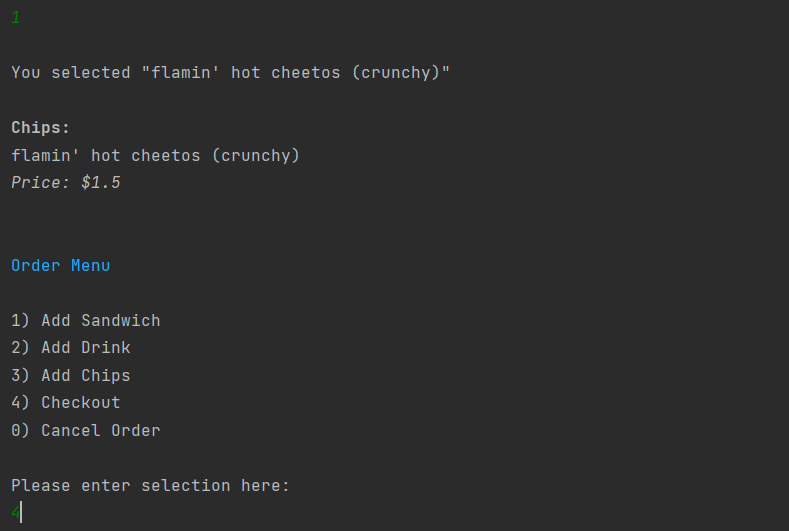 1
You selected "flamin' hot cheetos (crunchy)"
Chips:
flamin' hot cheetos (crunchy)
Price: $1.5
Order Menu
1) Add Sandwich
2) Add Drink
3) Add Chips
4) Checkout
0) Cancel Order
Please enter selection here:
4